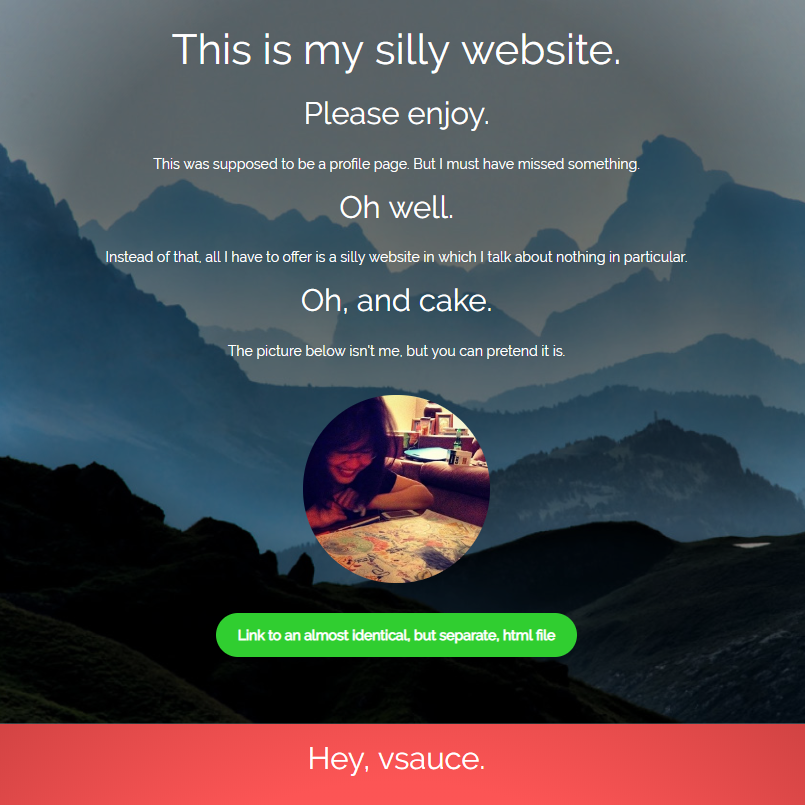 This is my silly website.
Please enjoy.
This was supposed to be a profile page. But I must have missed something.
Oh well.
Instead of that, all I have to offer is a silly website in which I talk about nothing in particular.
Oh, and cake.
The picture below isn't me, but you can pretend it is.
Link to an almost identical, but separate, html file
Hey, vsauce.